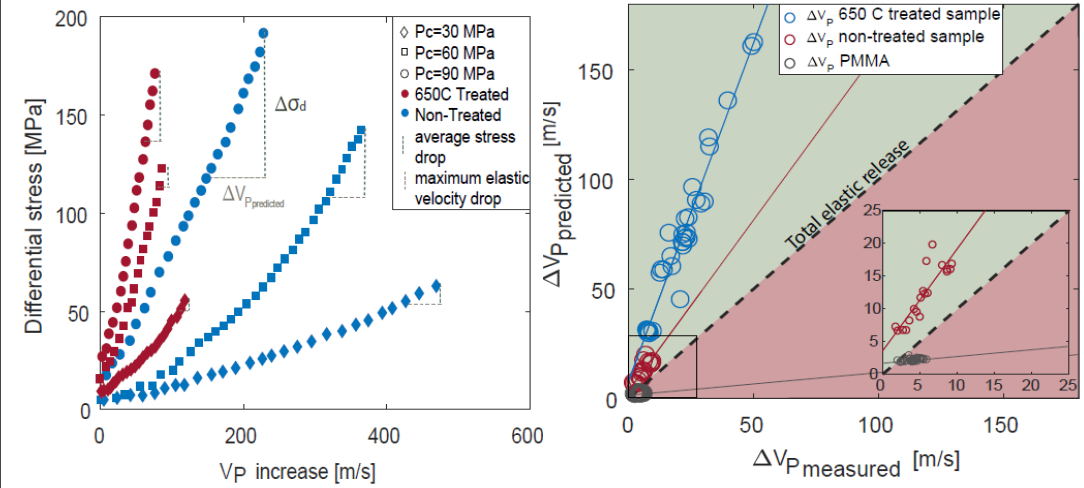 200
150
100
50
0
0
200
400
600
Differential stress [MPa]
VP increase [m/s]
Pc=30 MPa
Pc=60 MPa
Pc=90 MPa
650C Treated
Non-Treated
average stress
drop
maximum elastic
velocity drop
Δσd
ΔVPpredicted
ΔVP 650 C treated sample
ΔVP non-treated sample
ΔVP PMMA
150
100
50
0
0
50
100
150
ΔVPpredicted [m/s]
ΔVPmeasured [m/s]
Total elastic release
25
20
15
10
5
0
0
5
10
15
20
25